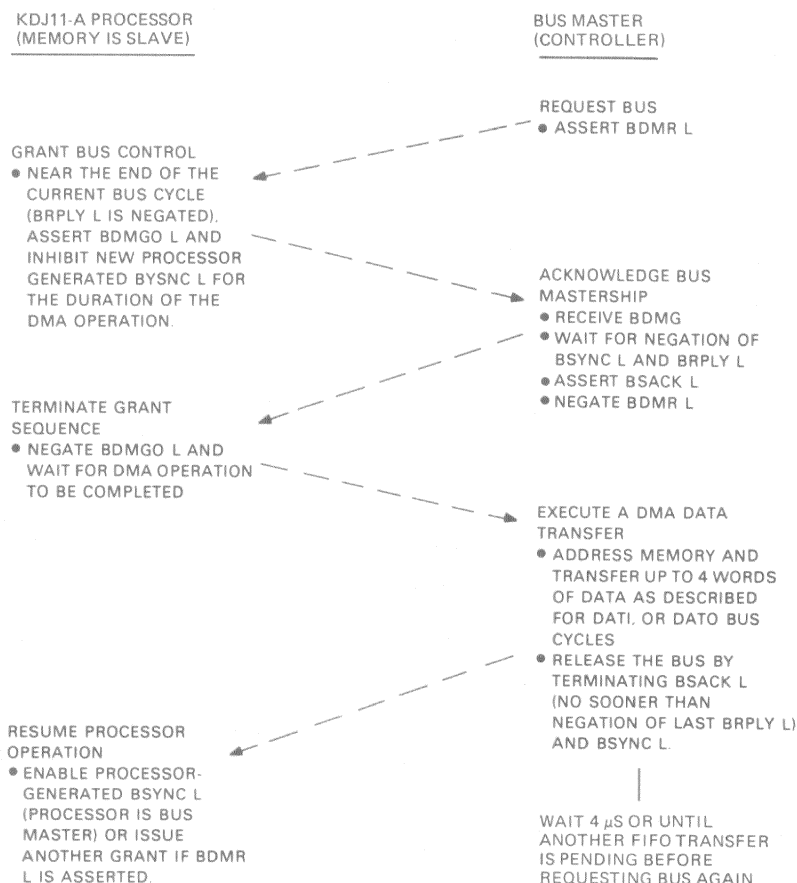 KDJ11-A PROCESSOR
(MEMORY IS SLAVE)
BUS MASTER
(CONTROLLER)
REQUEST BUS
● ASSERT BDMR L
GRANT BUS CONTROL
● NEAR THE END OF THE
CURRENT BUS CYCLE
(BRPLY L IS NEGATED),
ASSERT BDMGO L AND
INHIBIT NEW PROCESSOR
GENERATED BYSNC L FOR
THE DURATION OF THE
DMA OPERATION.
ACKNOWLEDGE BUS
MASTERSHIP
● RECEIVE BDMG
● WAIT FOR NEGATION OF
BSYNC L AND BRPLY L
● ASSERT BSACK L
● NEGATE BDMR L
TERMINATE GRANT
SEQUENCE
● NEGATE BDMGO L AND
WAIT FOR DMA OPERATION
TO BE COMPLETED
EXECUTE A DMA DATA
TRANSFER
● ADDRESS MEMORY AND
TRANSFER UP TO 4 WORDS
OF DATA AS DESCRIBED
FOR DATI, OR DATO BUS
CYCLES
● RELEASE THE BUS BY
TERMINATING BSACK L
(NO SOONER THAN
NEGATION OF LAST BRPLY L)
AND BSYNC L.
RESUME PROCESSOR
OPERATION
● ENABLE PROCESSOR-
GENERATED BSYNC L
(PROCESSOR IS BUS
MASTER) OR ISSUE
ANOTHER GRANT IF BDMR
L IS ASSERTED.
WAIT 4 µS OR UNTIL
ANOTHER FIFO TRANSFER
IS PENDING BEFORE
REQUESTING BUS AGAIN